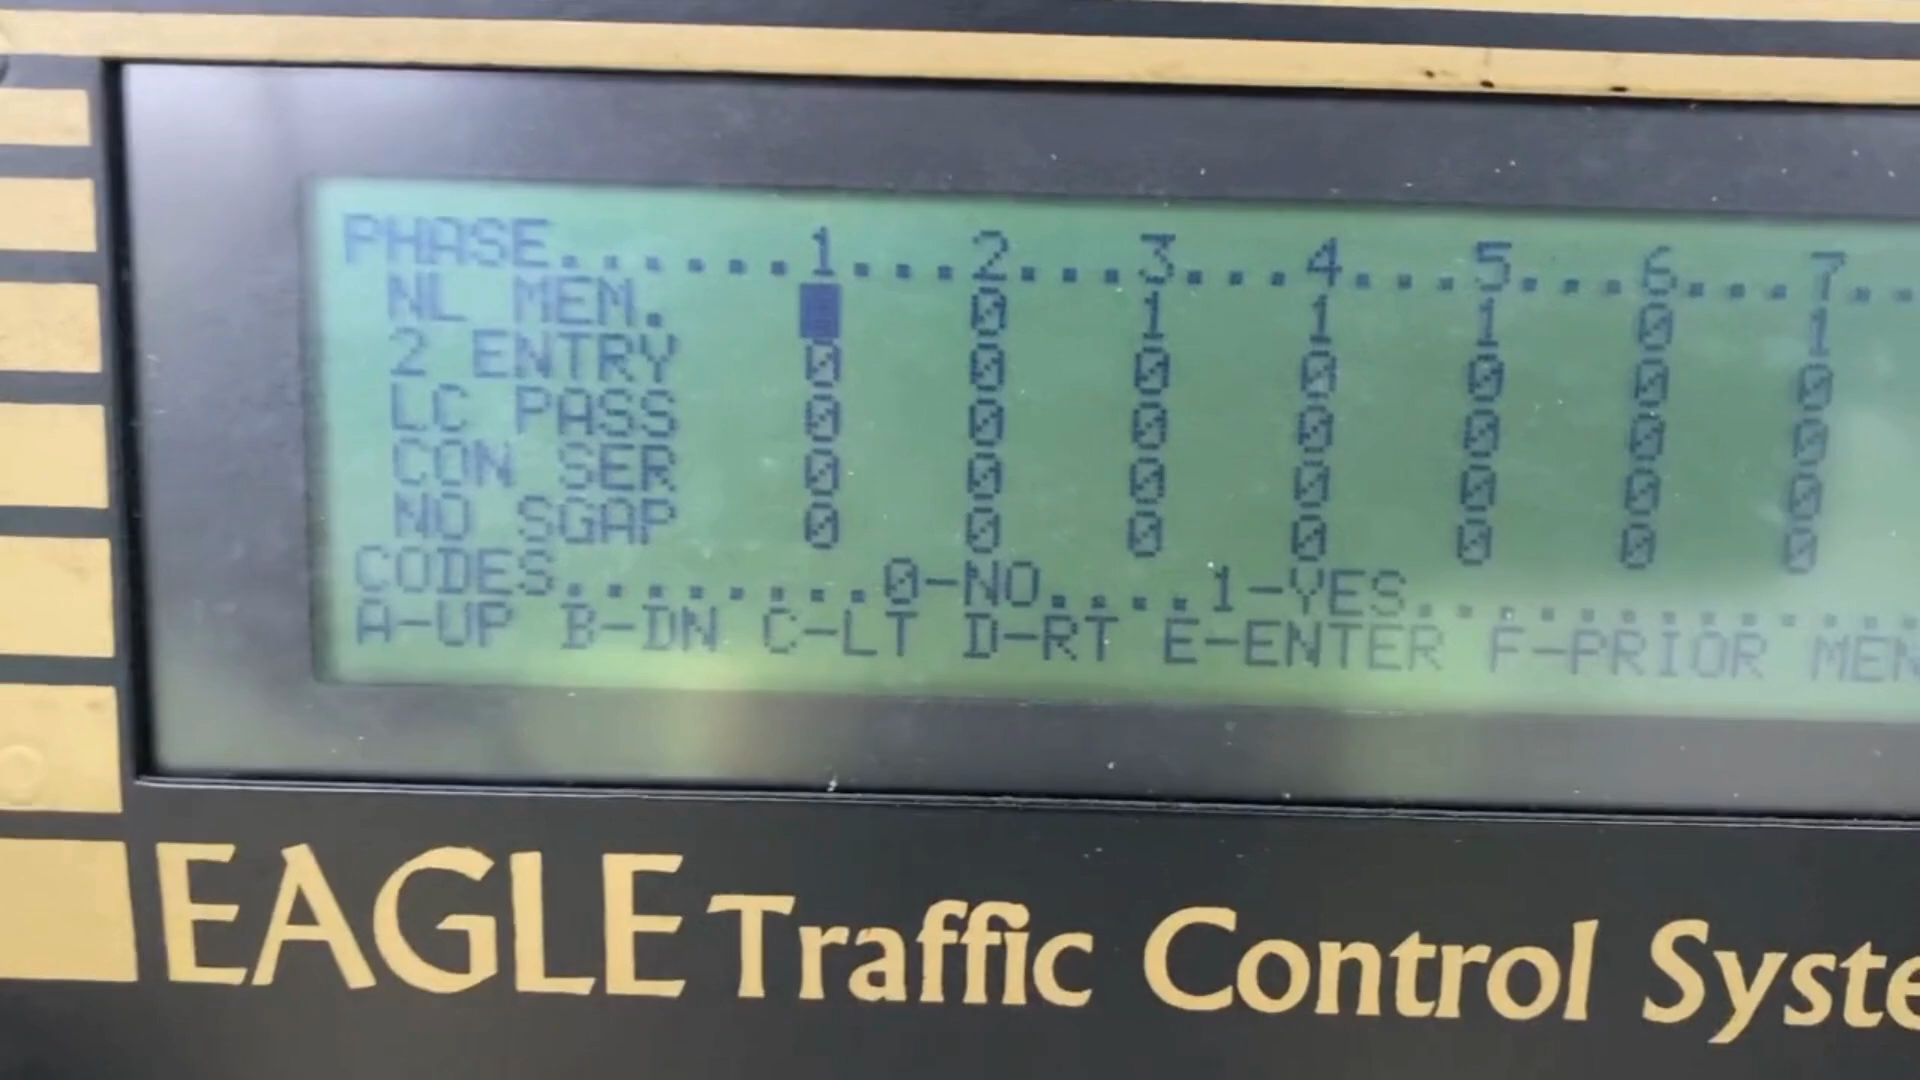 PHASE.......1....2....3....4....5....6....7..
NL MEM. 0 1 1 1 0 1
2 ENTRY 0 0 0 0 0 0 0
LC PASS 0 0 0 0 0 0 0
CON SER 0 0 0 0 0 0 0
NO SGAP 0 0 0 0 0 0 0
CODES........0-NO....1-YES.............
A-UP B-DN C-LT D-RT E-ENTER F-PRIOR MEN
EAGLE Traffic Control Syste